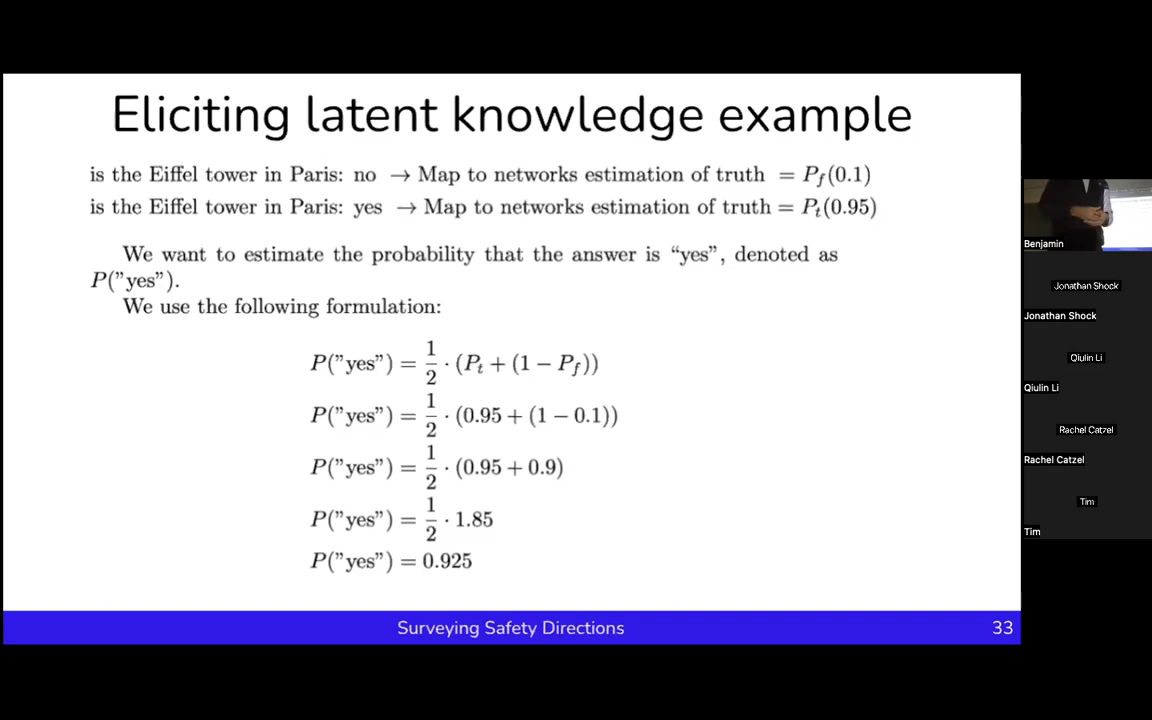 Eliciting latent knowledge example
is the Eiffel tower in Paris: no → Map to networks estimation of truth = P_f(0.1)
is the Eiffel tower in Paris: yes → Map to networks estimation of truth = P_t(0.95)
We want to estimate the probability that the answer is “yes”, denoted as
P(”yes”).
We use the following formulation:
P(”yes”) = 1/2 · (P_t + (1 − P_f))
P(”yes”) = 1/2 · (0.95 + (1 − 0.1))
P(”yes”) = 1/2 · (0.95 + 0.9)
P(”yes”) = 1/2 · 1.85
P(”yes”) = 0.925
Surveying Safety Directions
33
Benjamin
Jonathan Shock
Jonathan Shock
Qiulin Li
Qiulin Li
Rachel Catzel
Rachel Catzel
Tim
Tim